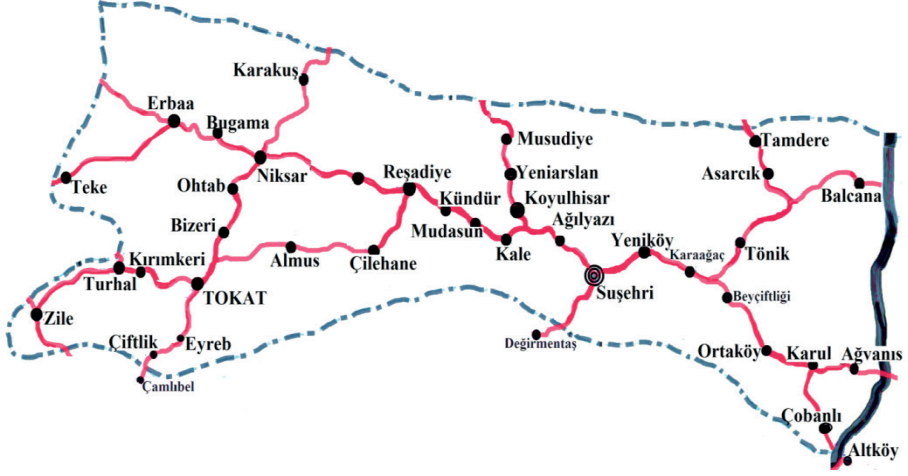 Karakuş
Erbaa
Bugama
Teke
Niksar
Ohtab
Bizeri
Kırımkeri
Turhal
TOKAT
Zile
Çiftlik
Eyreb
Çamlıbel
Almus
Çilehane
Reşadiye
Kündür
Mudasun
Kale
Musudiye
Yeniarslan
Koyulhisar
Ağılyazı
Suşehri
Değirmentaş
Yeniköy
Karaağaç
Beyçiftliği
Tamdere
Asarcık
Balcana
Tönik
Ortaköy
Karul
Ağvanıs
Çobanlı
Altköy